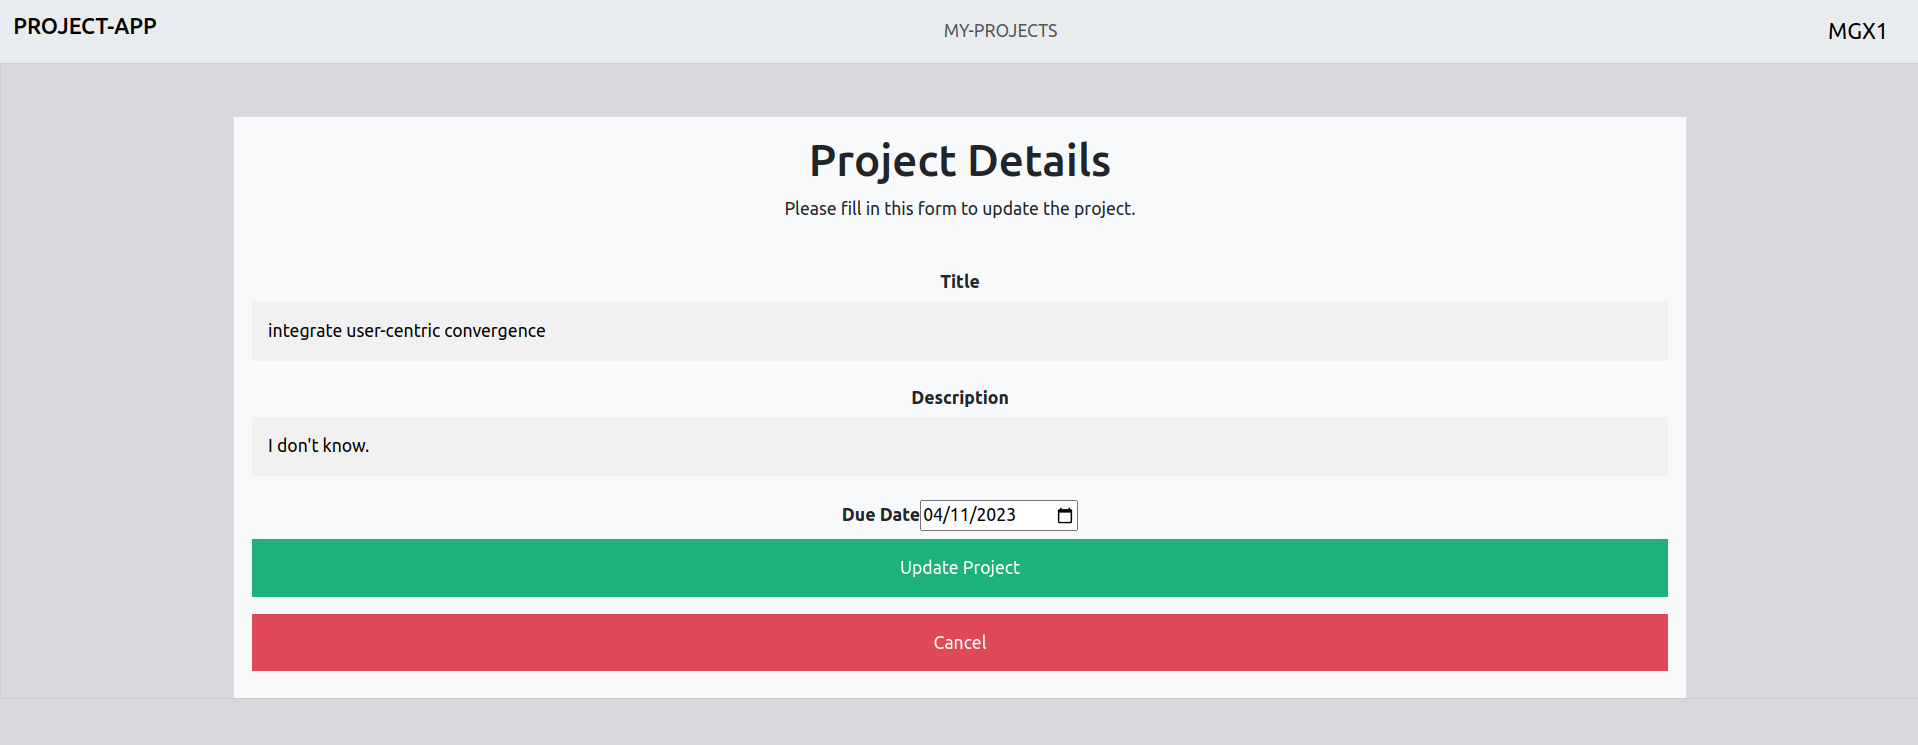 PROJECT-APP
MY-PROJECTS
MGX1
Project Details
Please fill in this form to update the project.
Title
integrate user-centric convergence
Description
I don't know.
Due Date 04/11/2023
Update Project
Cancel